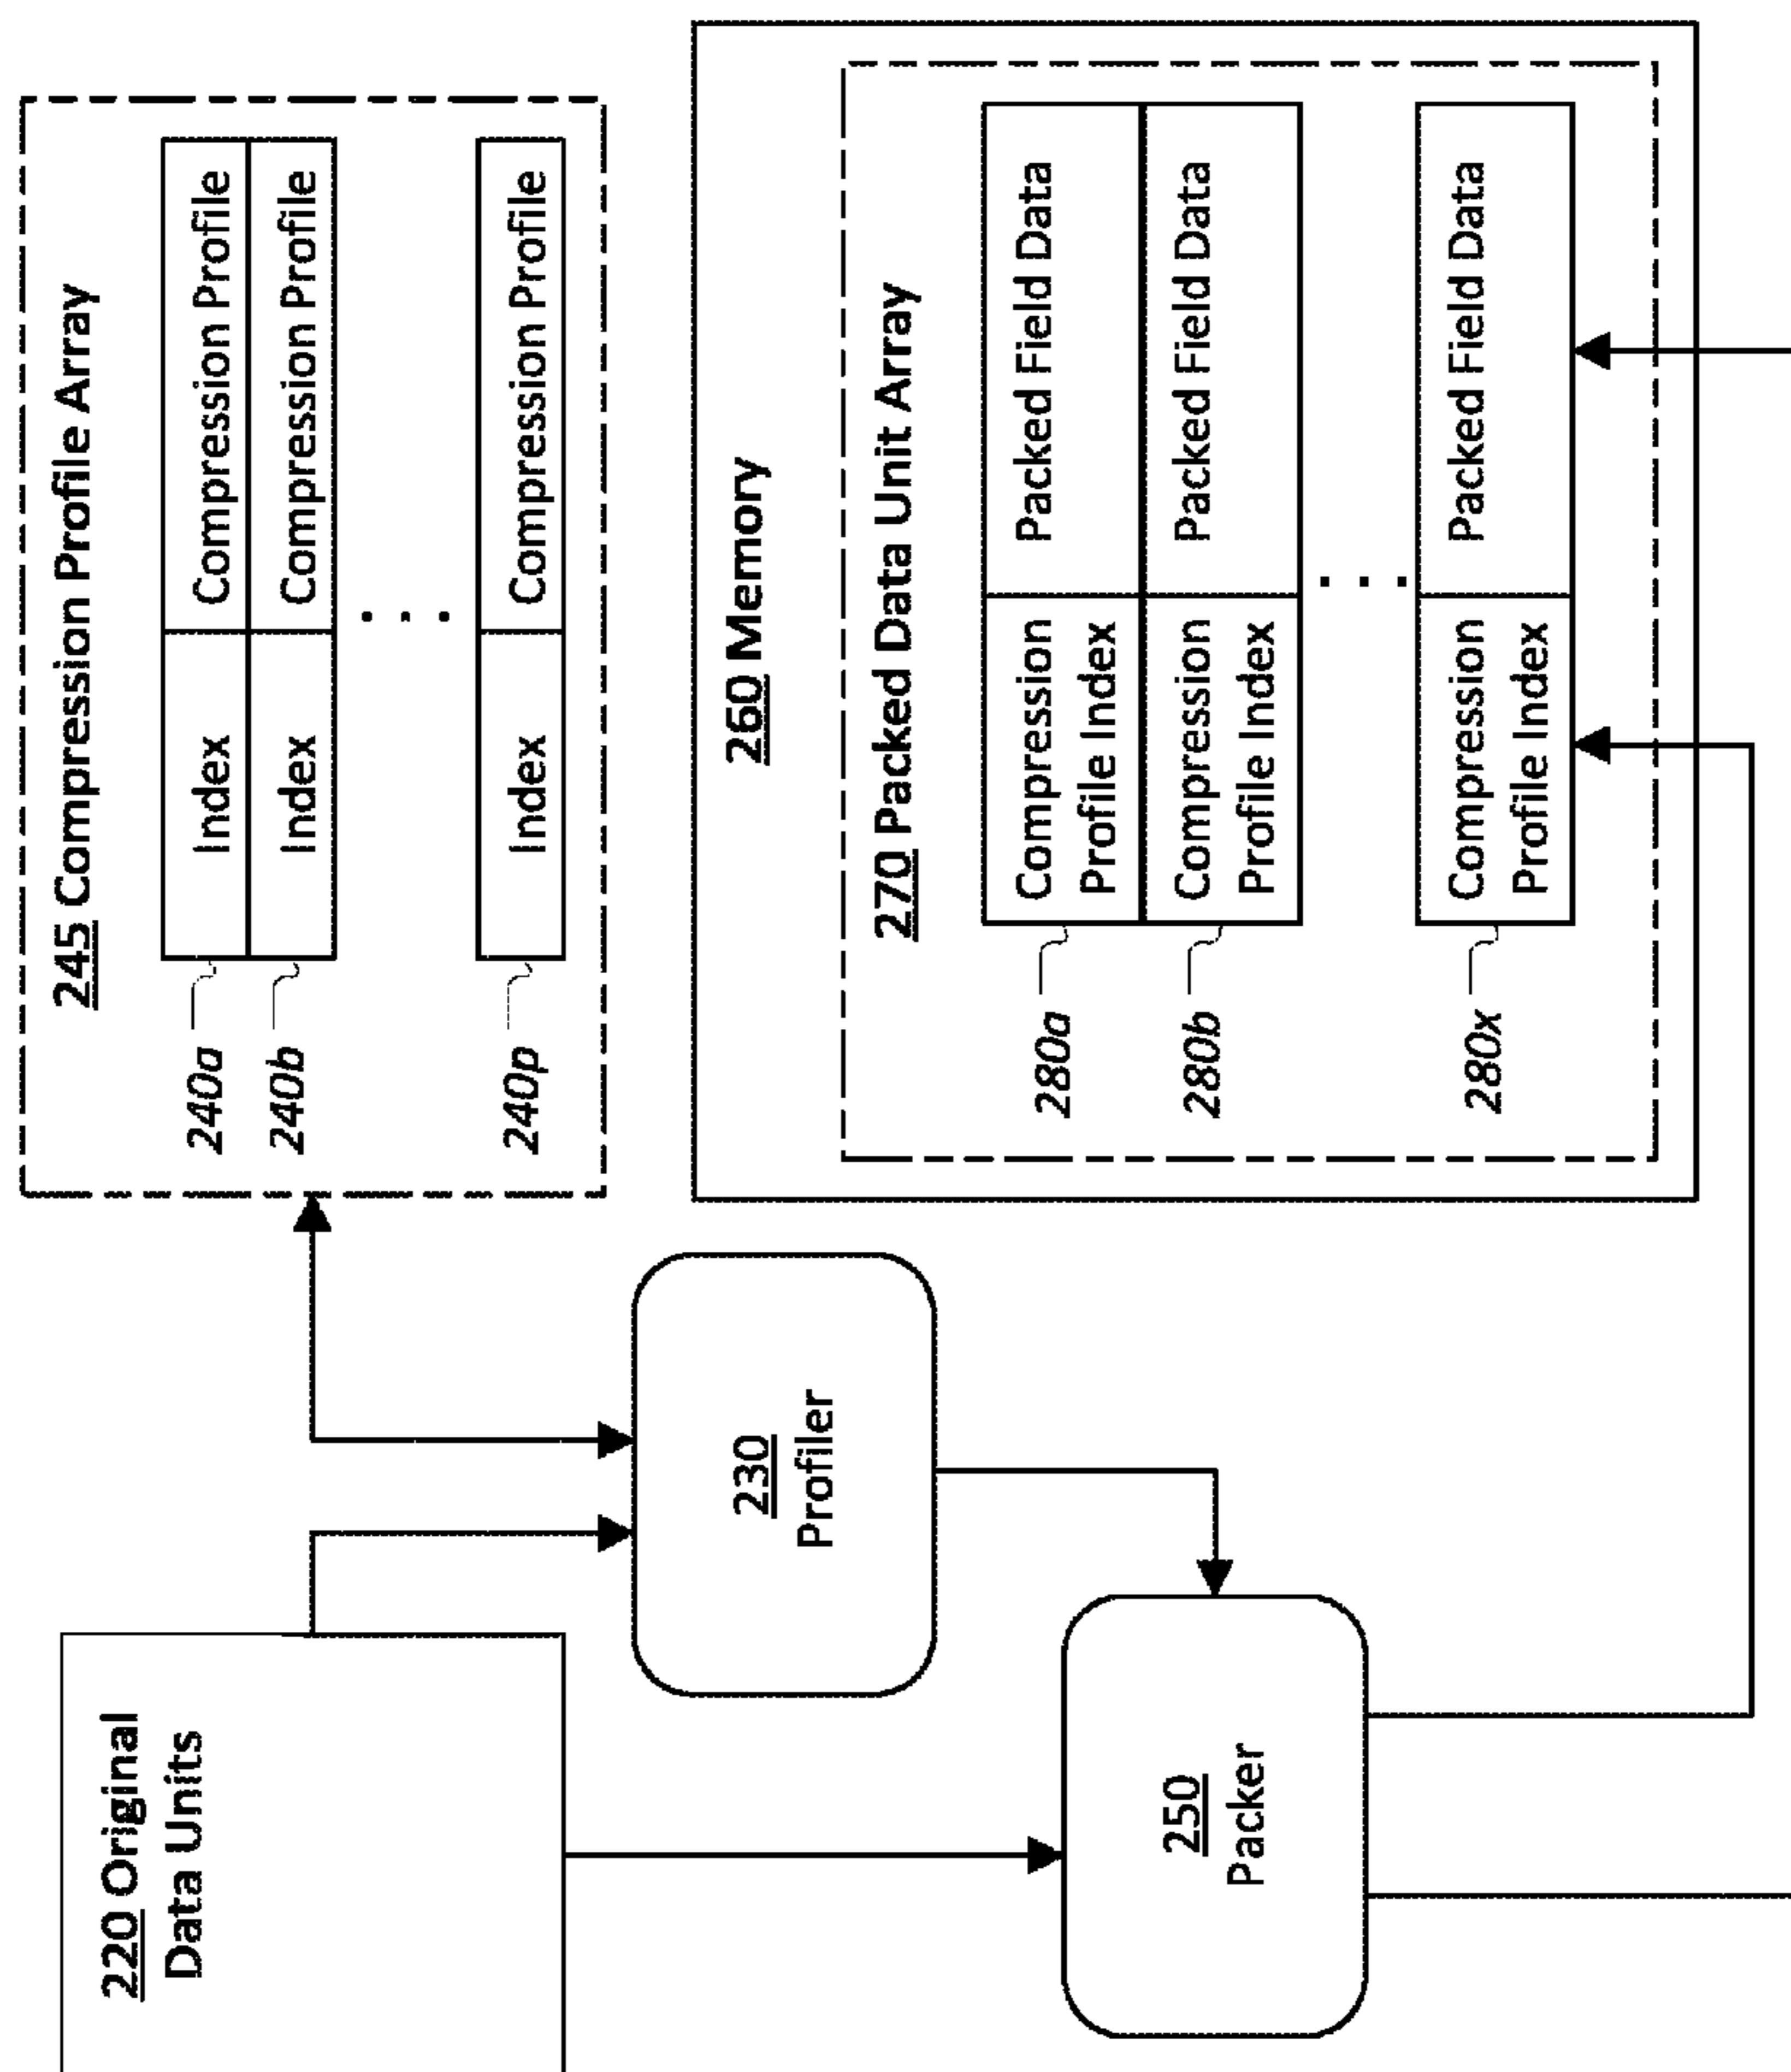 220 Original
Data Units
230
Profiler
250
Packer
245 Compression Profile Array
240a
Index
Compression Profile
240b
Index
Compression Profile
. . .
240p
Index
Compression Profile
260 Memory
270 Packed Data Unit Array
280a
Compression
Profile Index
Packed Field Data
280b
Compression
Profile Index
Packed Field Data
. . .
280x
Compression
Profile Index
Packed Field Data